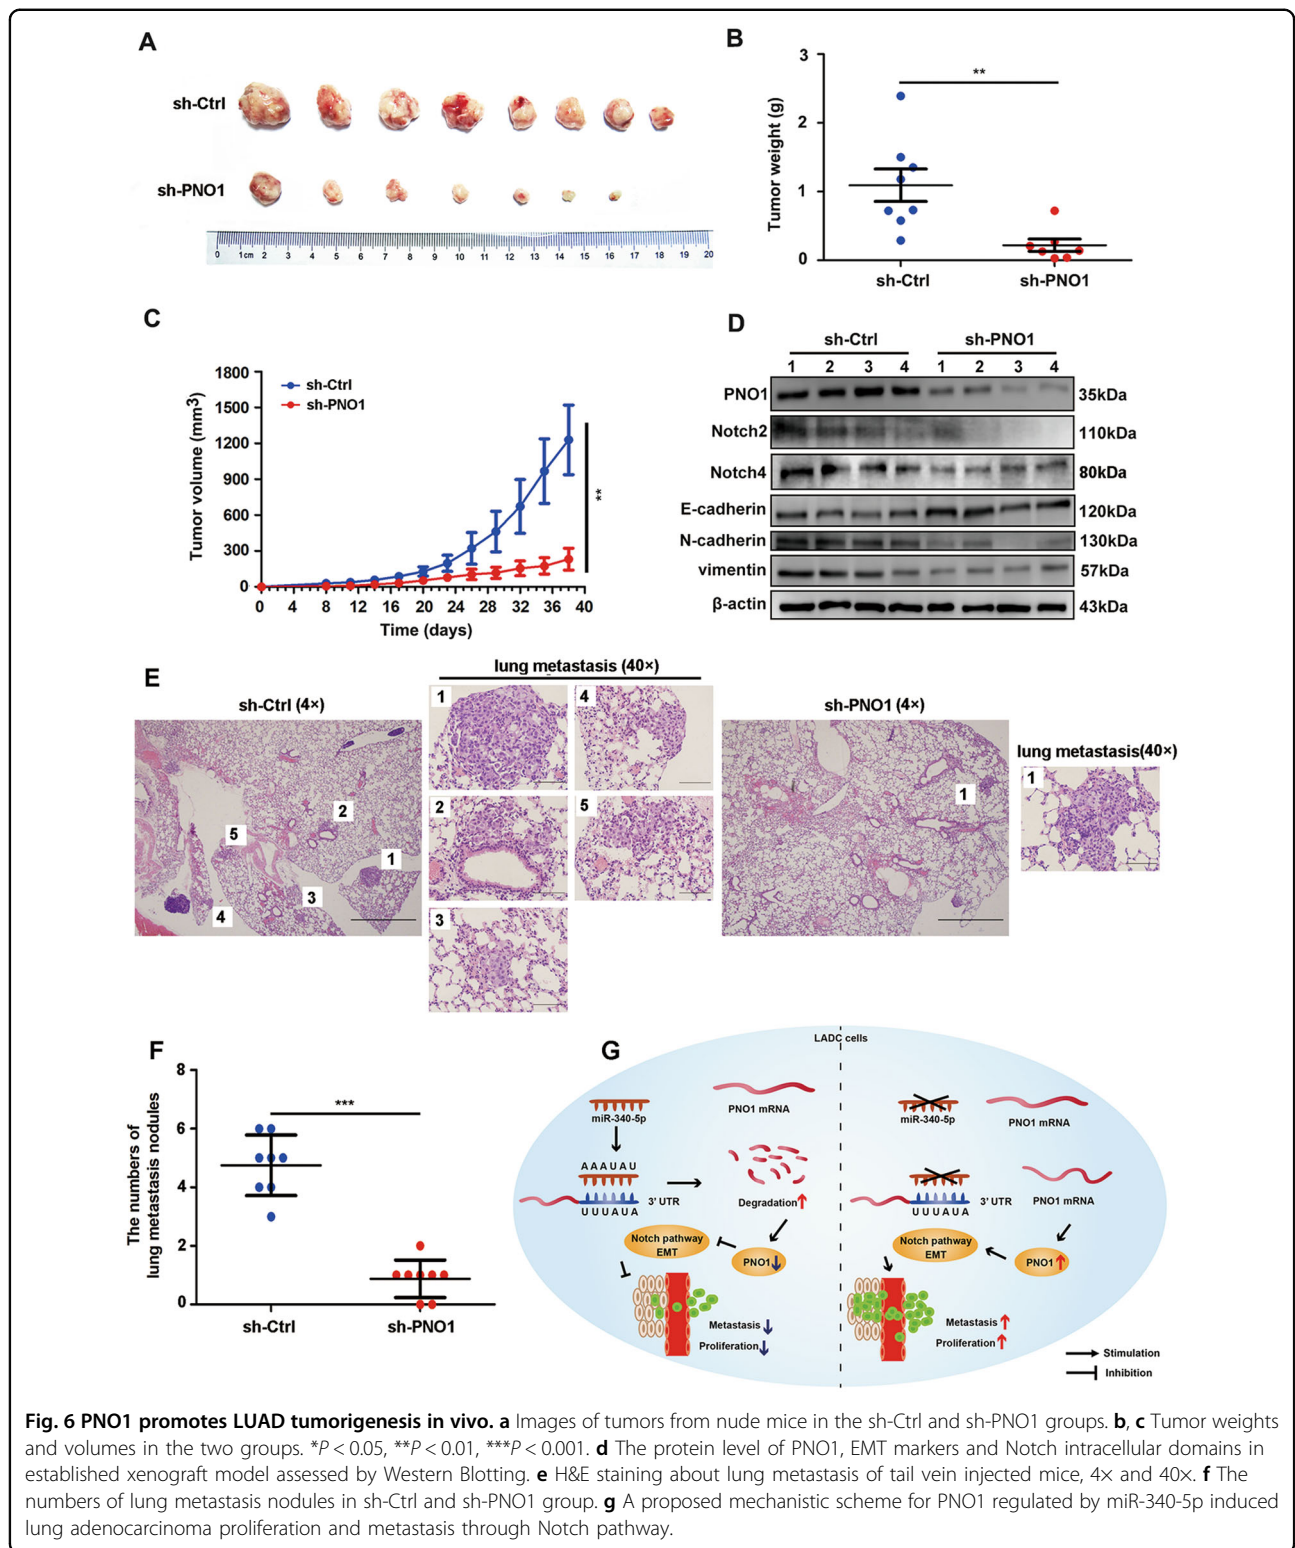 A
sh-Ctrl
sh-PNO1
0 1cm 2 3 4 5 6 7 8 9 10 11 12 13 14 15 16 17 18 19 20
B
Tumor weight (g)
3
2
1
0
**
sh-Ctrl sh-PNO1
C
Tumor volume (mm3)
1800
1500
1200
900
600
300
0
sh-Ctrl
sh-PNO1
**
0 4 8 12 16 20 24 28 32 36 40
Time (days)
D
sh-Ctrl sh-PNO1
1 2 3 4 1 2 3 4
PNO1 35kDa
Notch2 110kDa
Notch4 80kDa
E-cadherin 120kDa
N-cadherin 130kDa
vimentin 57kDa
β-actin 43kDa
E
lung metastasis (40×)
sh-Ctrl (4×)
1
2
3
4
5
1
2
3
4
5
sh-PNO1 (4×)
1
lung metastasis(40×)
1
F
The numbers of
lung metastasis nodules
8
6
4
2
0
***
sh-Ctrl sh-PNO1
G
LADC cells
miR-340-5p
PNO1 mRNA
AAAUAU
UUUAUA
3' UTR
Degradation
Notch pathway
EMT
PNO1
Metastasis
Proliferation
miR-340-5p
PNO1 mRNA
UUUAUA
3' UTR
PNO1 mRNA
Notch pathway
EMT
PNO1
Metastasis
Proliferation
Stimulation
Inhibition
Fig. 6 PNO1 promotes LUAD tumorigenesis in vivo. a Images of tumors from nude mice in the sh-Ctrl and sh-PNO1 groups. b, c Tumor weights
and volumes in the two groups. *P < 0.05, **P < 0.01, ***P < 0.001. d The protein level of PNO1, EMT markers and Notch intracellular domains in
established xenograft model assessed by Western Blotting. e H&E staining about lung metastasis of tail vein injected mice, 4× and 40×. f The
numbers of lung metastasis nodules in sh-Ctrl and sh-PNO1 group. g A proposed mechanistic scheme for PNO1 regulated by miR-340-5p induced
lung adenocarcinoma proliferation and metastasis through Notch pathway.